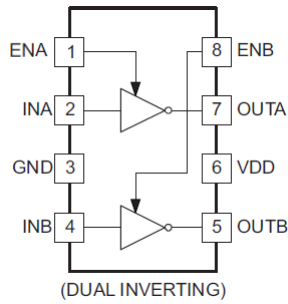 ENA 1 8 ENB
INA 2 7 OUTA
GND 3 6 VDD
INB 4 5 OUTB
(DUAL INVERTING)